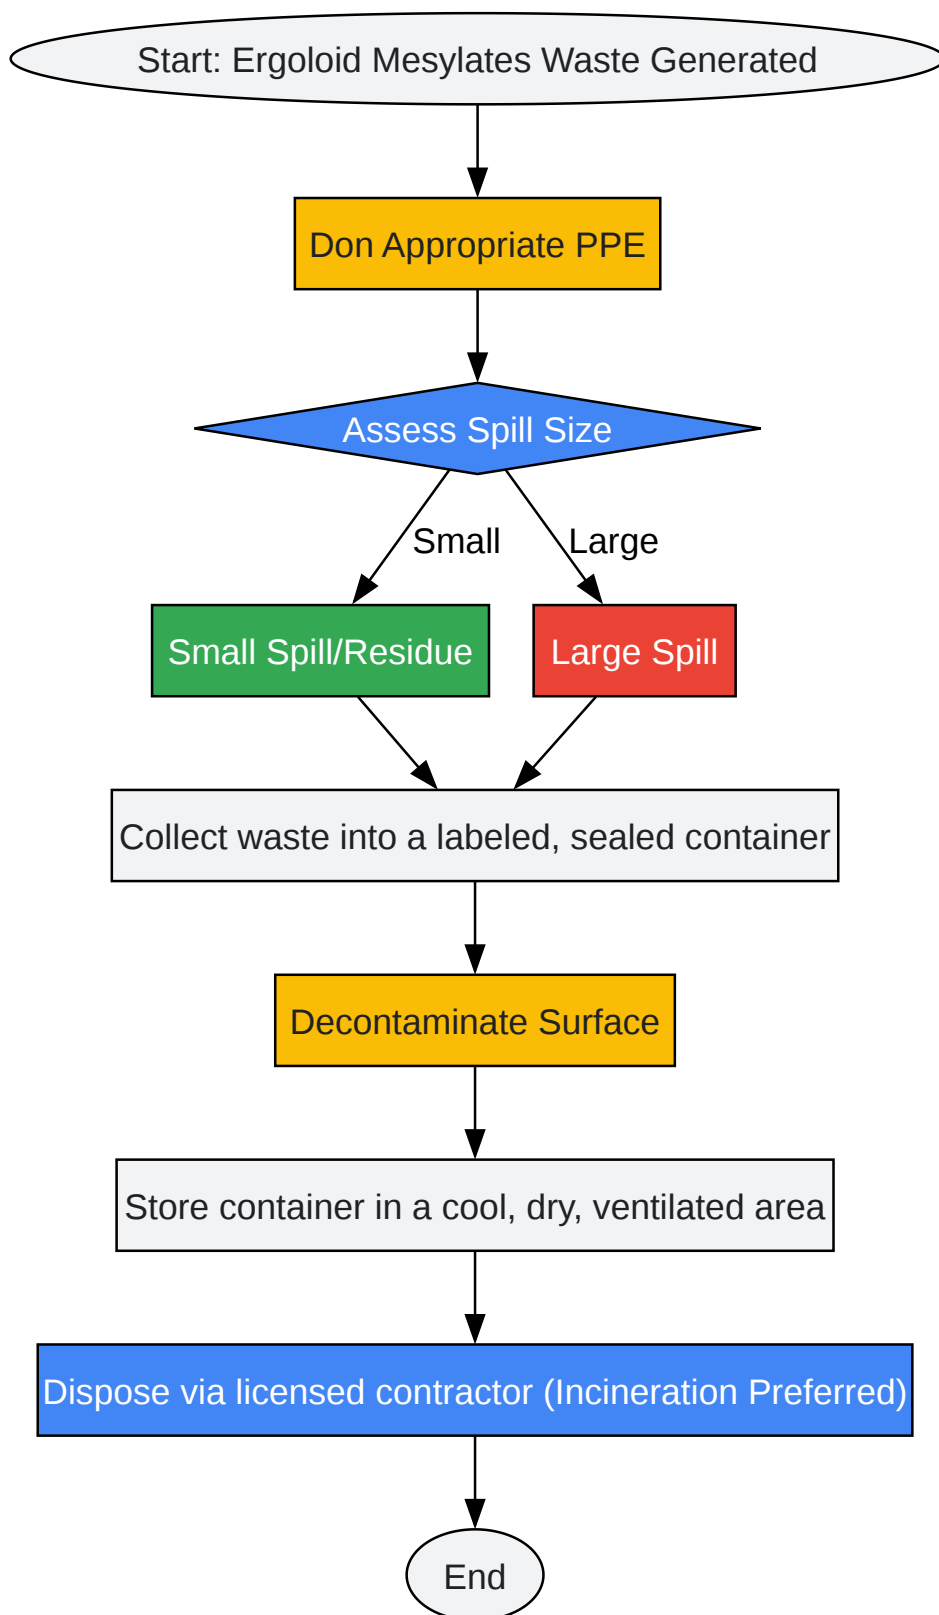 Start: Ergoloid Mesylates Waste Generated
Don Appropriate PPE
Assess Spill Size
Small
Large
Small Spill/Residue
Large Spill
Collect waste into a labeled, sealed container
Decontaminate Surface
Store container in a cool, dry, ventilated area
Dispose via licensed contractor (Incineration Preferred)
End